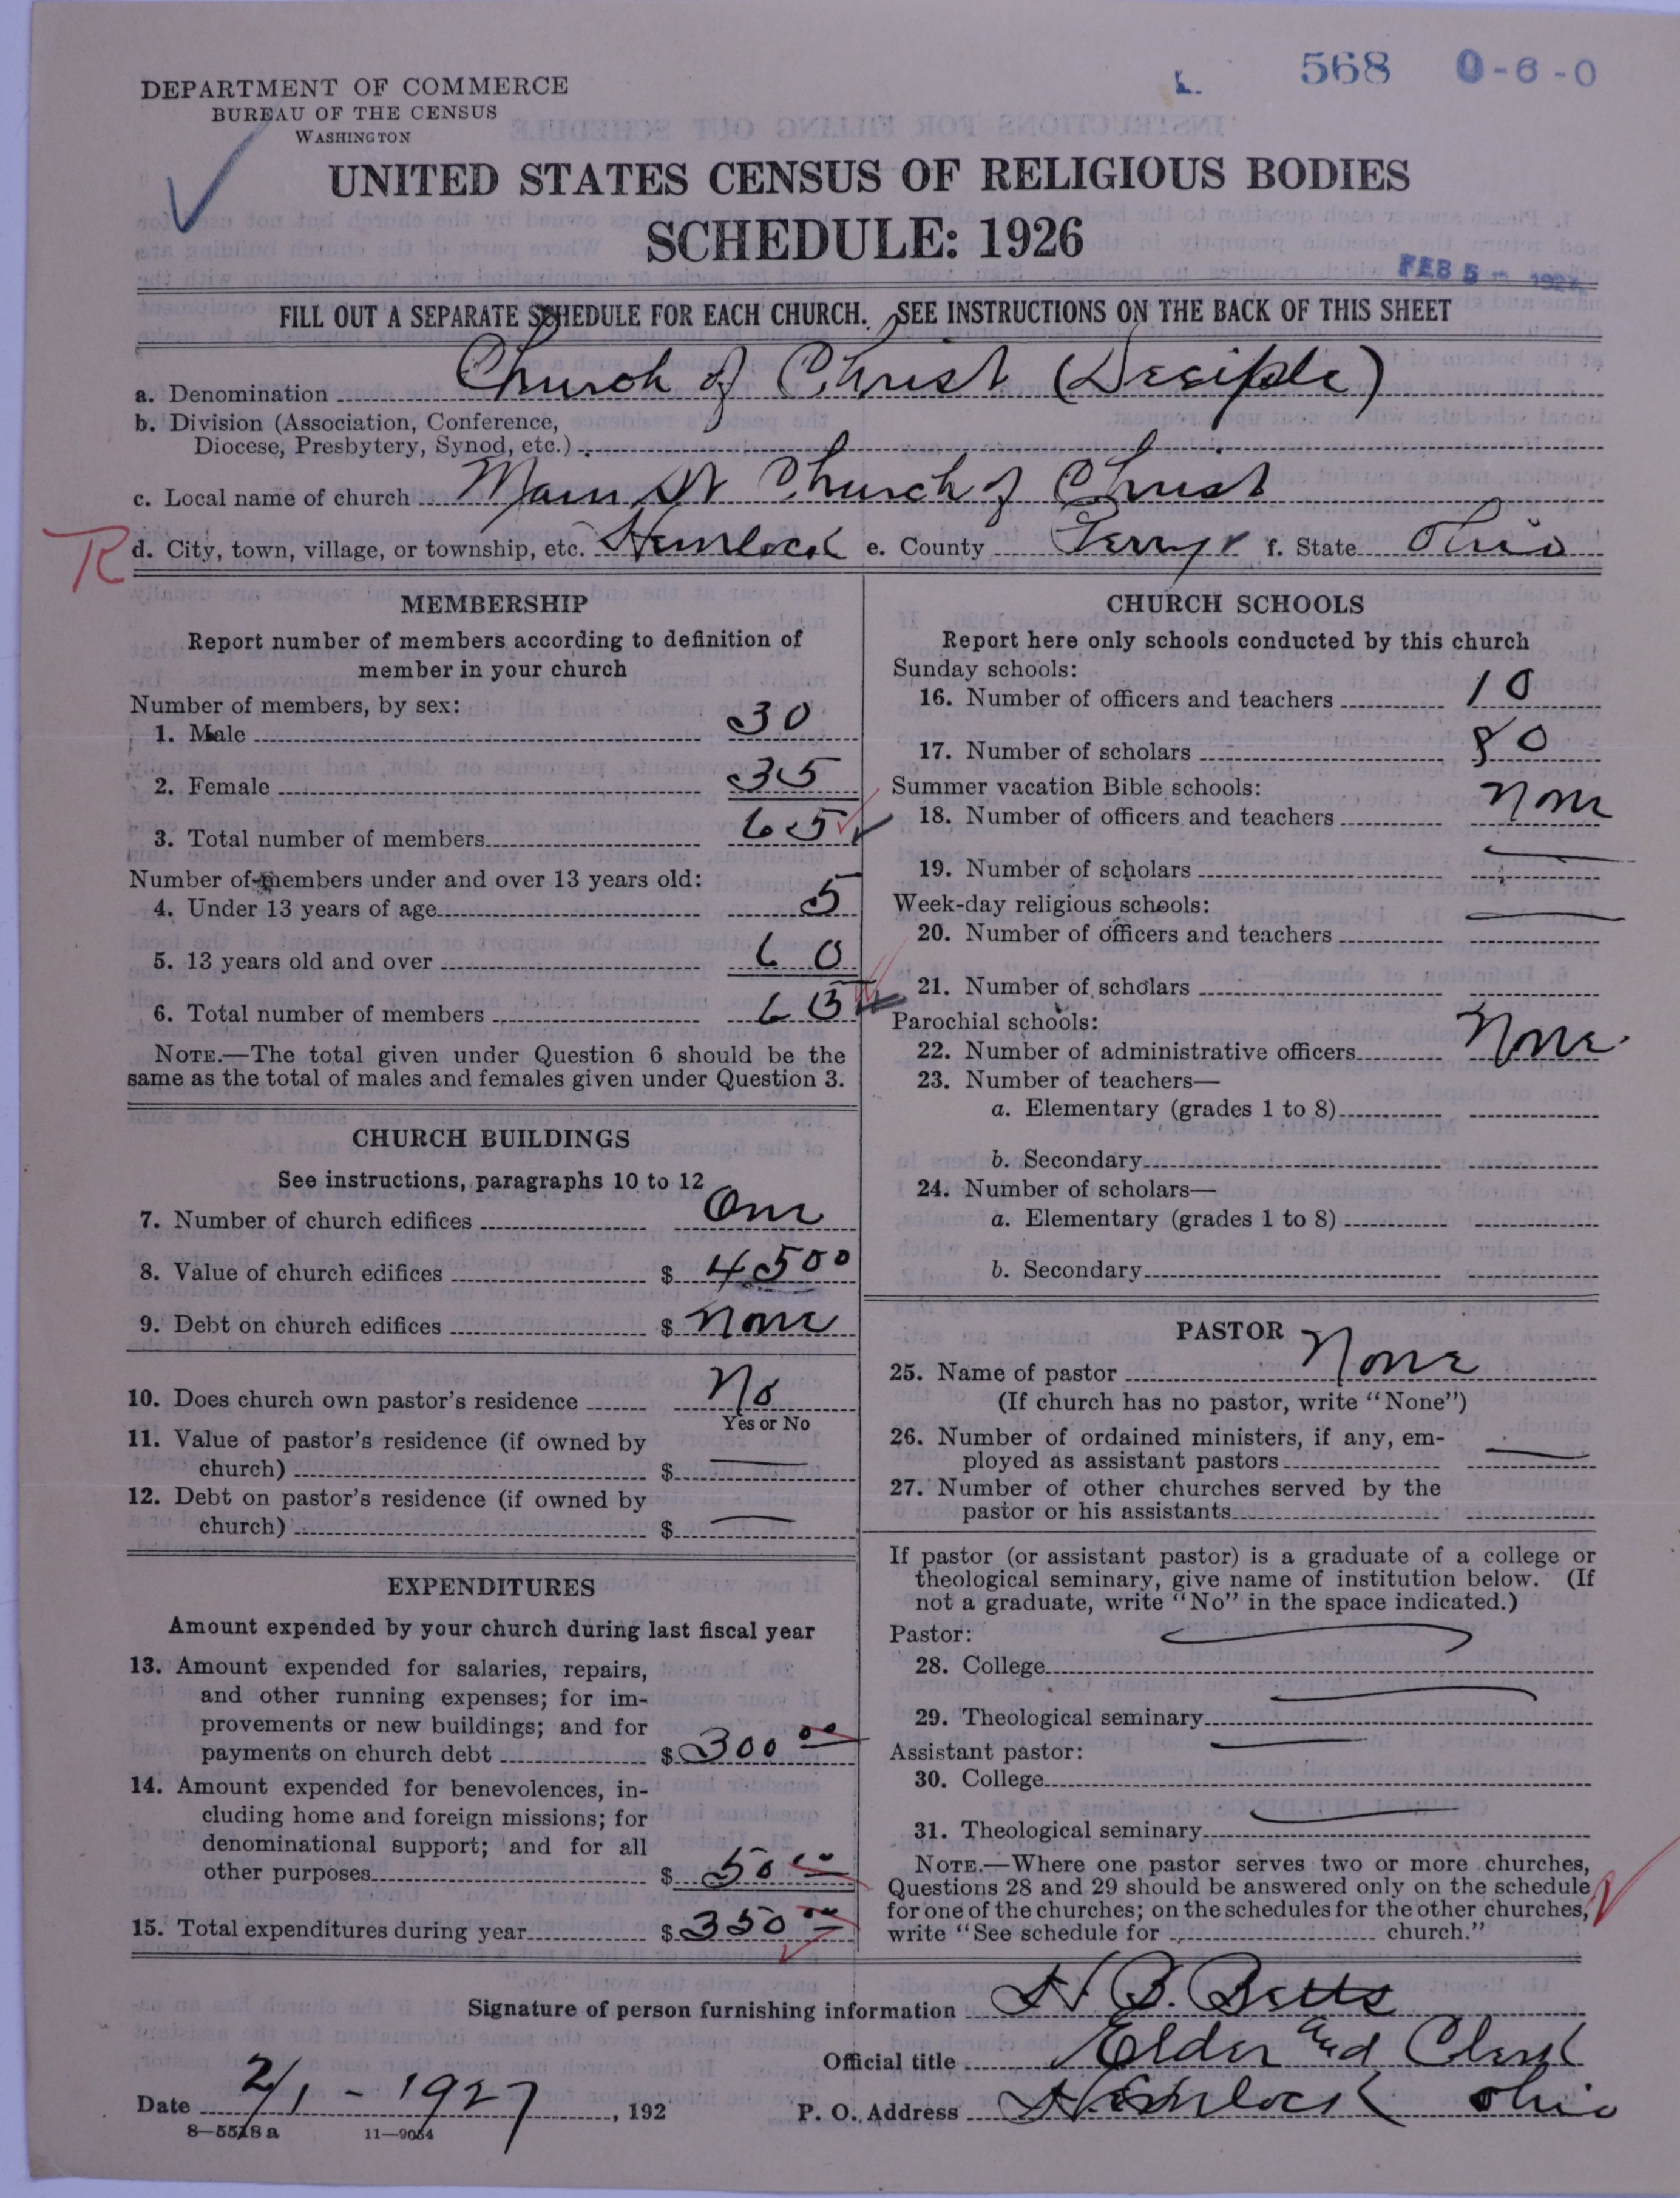 568 0-6-0
DEPARTMENT OF COMMERCE
BUREAU OF THE CENSUS
WASHINGTON
UNITED STATES CENSUS OF RELIGIOUS BODIES
SCHEDULE: 1926
FEB 5 - 1927
FILL OUT A SEPARATE SCHEDULE FOR EACH CHURCH. SEE INSTRUCTIONS ON THE BACK OF THIS SHEET
a. Denomination Church of Christ (Desiple)
b. Division (Association, Conference,
Diocese, Presbytery, Synod, etc.)
c. Local name of church Main St Church of Christ
R d. City, town, village, or township, etc. Hemlock e. County Perry f. State Ohio
MEMBERSHIP
Report number of members according to definition of
member in your church
Number of members, by sex:
1. Male 30
2. Female 35
3. Total number of members 65
Number of members under and over 13 years old:
4. Under 13 years of age 5
5. 13 years old and over 60
6. Total number of members 65
NOTE.—The total given under Question 6 should be the
same as the total of males and females given under Question 3.
CHURCH BUILDINGS
See instructions, paragraphs 10 to 12
7. Number of church edifices One
8. Value of church edifices $ 4500
9. Debt on church edifices $ none
10. Does church own pastor's residence No
Yes or No
11. Value of pastor's residence (if owned by
church) $ —
12. Debt on pastor's residence (if owned by
church) $ —
EXPENDITURES
Amount expended by your church during last fiscal year
13. Amount expended for salaries, repairs,
and other running expenses; for im-
provements or new buildings; and for
payments on church debt $ 300 00
14. Amount expended for benevolences, in-
cluding home and foreign missions; for
denominational support; and for all
other purposes $ 50 00
15. Total expenditures during year $ 350 00
CHURCH SCHOOLS
Report here only schools conducted by this church
Sunday schools:
16. Number of officers and teachers 10
17. Number of scholars 80
Summer vacation Bible schools:
18. Number of officers and teachers none
19. Number of scholars —
Week-day religious schools:
20. Number of officers and teachers —
21. Number of scholars
Parochial schools:
22. Number of administrative officers None
23. Number of teachers—
a. Elementary (grades 1 to 8)
b. Secondary
24. Number of scholars—
a. Elementary (grades 1 to 8)
b. Secondary
PASTOR
25. Name of pastor None
(If church has no pastor, write "None")
26. Number of ordained ministers, if any, em-
ployed as assistant pastors —
27. Number of other churches served by the
pastor or his assistants
If pastor (or assistant pastor) is a graduate of a college or
theological seminary, give name of institution below. (If
not a graduate, write "No" in the space indicated.)
Pastor:
28. College —
29. Theological seminary —
Assistant pastor:
30. College —
31. Theological seminary —
NOTE.—Where one pastor serves two or more churches,
Questions 28 and 29 should be answered only on the schedule
for one of the churches; on the schedules for the other churches,
write "See schedule for church."
Signature of person furnishing information H. B. Betts
Official title Elder and Clerk
Date 2/1 - 1927, 192 P. O. Address Hemlock Ohio
8—5518 a 11—9064